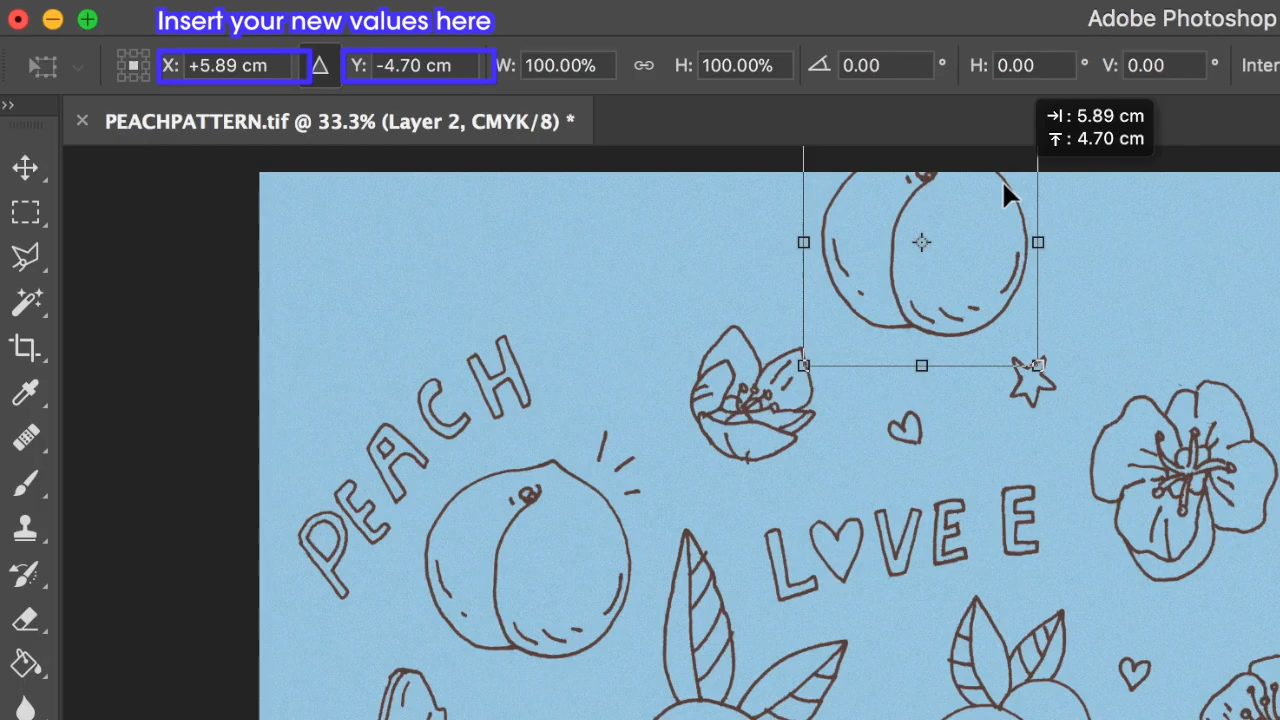 Insert your new values here
Adobe Photoshop
X: +5.89 cm Y: -4.70 cm W: 100.00% H: 100.00% 0.00 ° H: 0.00 ° V: 0.00 ° Inter
PEACHPATTERN.tif @ 33.3% (Layer 2, CMYK/8) *
: 5.89 cm
: 4.70 cm
PEACH
L♡VE E